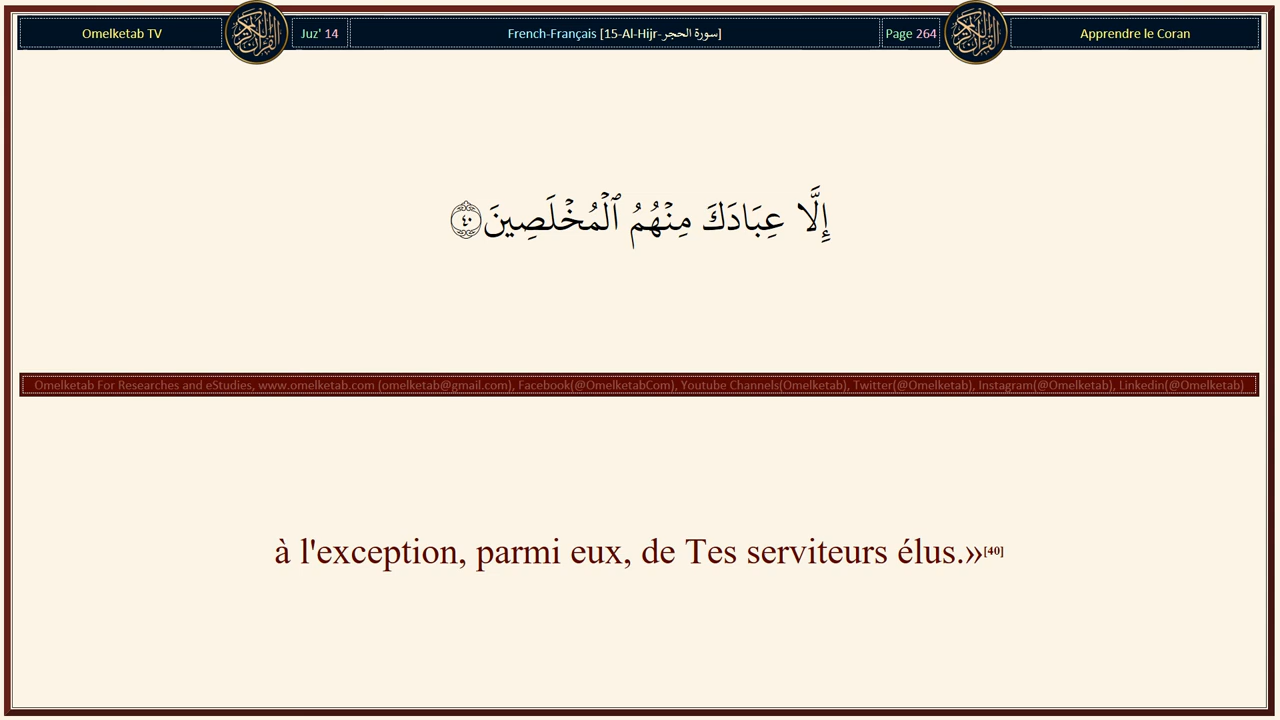 Omelketab TV
Juz' 14
French-Français [15-Al-Hijr-سورة الحجر]
Page 264
Apprendre le Coran
إِلَّا عِبَادَكَ مِنۡهُمُ ٱلۡمُخۡلَصِينَ ٤٠
Omelketab For Researches and eStudies, www.omelketab.com (omelketab@gmail.com), Facebook(@OmelketabCom), Youtube Channels(Omelketab), Twitter(@Omelketab), Instagram(@Omelketab), Linkedin(@Omelketab)
à l'exception, parmi eux, de Tes serviteurs élus.»[40]